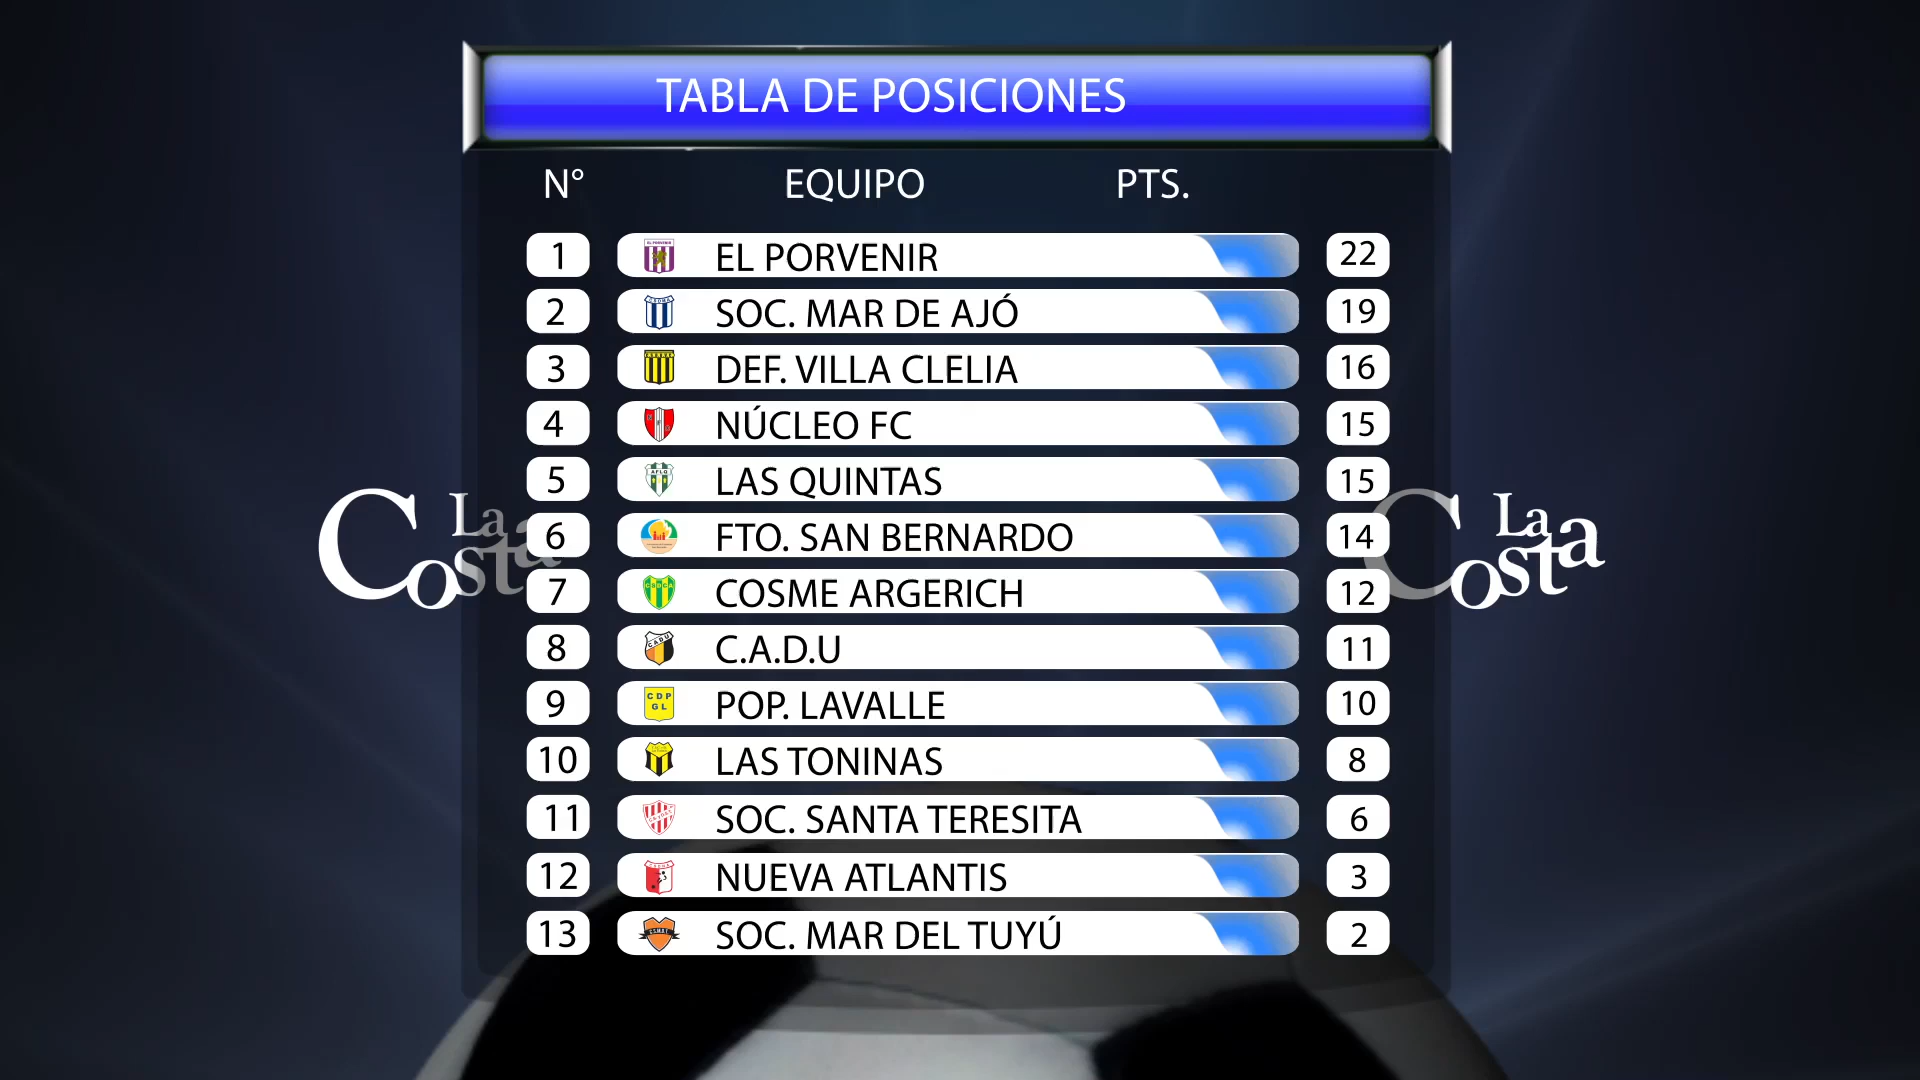 TABLA DE POSICIONES
N° EQUIPO PTS.
1 EL PORVENIR 22
2 SOC. MAR DE AJÓ 19
3 DEF. VILLA CLELIA 16
4 NÚCLEO FC 15
5 LAS QUINTAS 15
La Costa
6 FTO. SAN BERNARDO 14
La Costa
7 COSME ARGERICH 12
8 C.A.D.U 11
9 CDP GL POP. LAVALLE 10
10 LAS TONINAS 8
11 SOC. SANTA TERESITA 6
12 NUEVA ATLANTIS 3
13 SOC. MAR DEL TUYÚ 2